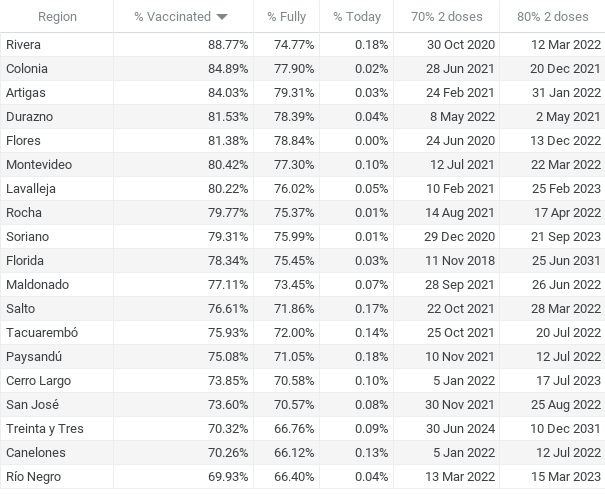 Region % Vaccinated % Fully % Today 70% 2 doses 80% 2 doses
Rivera 88.77% 74.77% 0.18% 30 Oct 2020 12 Mar 2022
Colonia 84.89% 77.90% 0.02% 28 Jun 2021 20 Dec 2021
Artigas 84.03% 79.31% 0.03% 24 Feb 2021 31 Jan 2022
Durazno 81.53% 78.39% 0.04% 8 May 2022 2 May 2021
Flores 81.38% 78.84% 0.00% 24 Jun 2020 13 Dec 2022
Montevideo 80.42% 77.30% 0.10% 12 Jul 2021 22 Mar 2022
Lavalleja 80.22% 76.02% 0.05% 10 Feb 2021 25 Feb 2023
Rocha 79.77% 75.37% 0.01% 14 Aug 2021 17 Apr 2022
Soriano 79.31% 75.99% 0.01% 29 Dec 2020 21 Sep 2023
Florida 78.34% 75.45% 0.03% 11 Nov 2018 25 Jun 2031
Maldonado 77.11% 73.45% 0.07% 28 Sep 2021 26 Jun 2022
Salto 76.61% 71.86% 0.17% 22 Oct 2021 28 Mar 2022
Tacuarembó 75.93% 72.00% 0.14% 25 Oct 2021 20 Jul 2022
Paysandú 75.08% 71.05% 0.18% 10 Nov 2021 12 Jul 2022
Cerro Largo 73.85% 70.58% 0.10% 5 Jan 2022 17 Jul 2023
San José 73.60% 70.57% 0.08% 30 Nov 2021 25 Aug 2022
Treinta y Tres 70.32% 66.76% 0.09% 30 Jun 2024 10 Dec 2031
Canelones 70.26% 66.12% 0.13% 5 Jan 2022 12 Jul 2022
Río Negro 69.93% 66.40% 0.04% 13 Mar 2022 15 Mar 2023